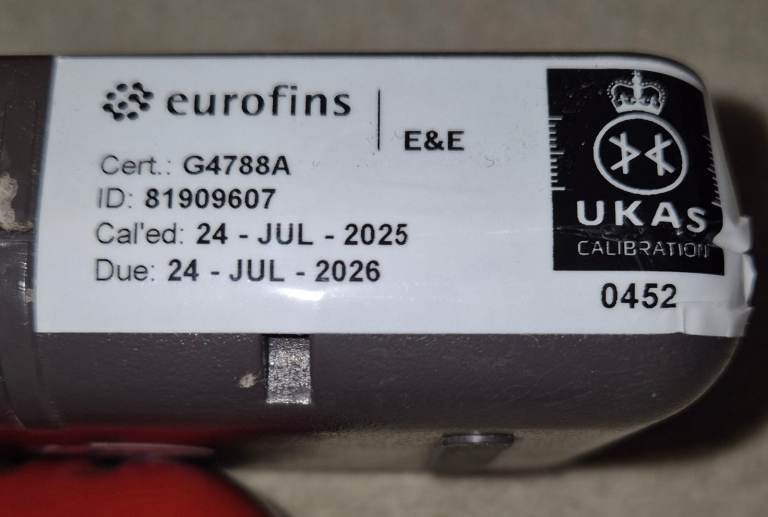 eurofins
E&E
Cert.: G4788A
ID: 81909607
Cal'ed: 24 - JUL - 2025
Due: 24 - JUL - 2026
UKAS
CALIBRATION
0452